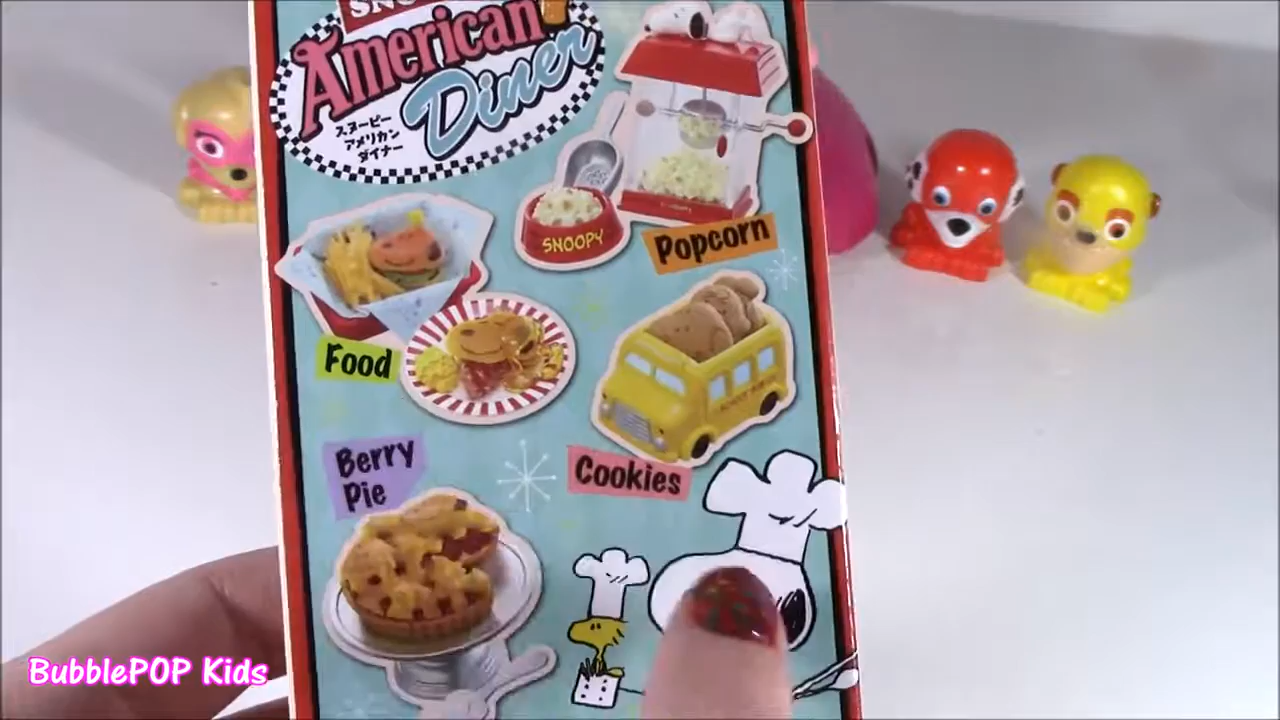 American
Diner
スヌーピー
アメリカン
ダイナー
SNOOPY
Popcorn
Food
Berry
Pie
Cookies
BubblePOP Kids